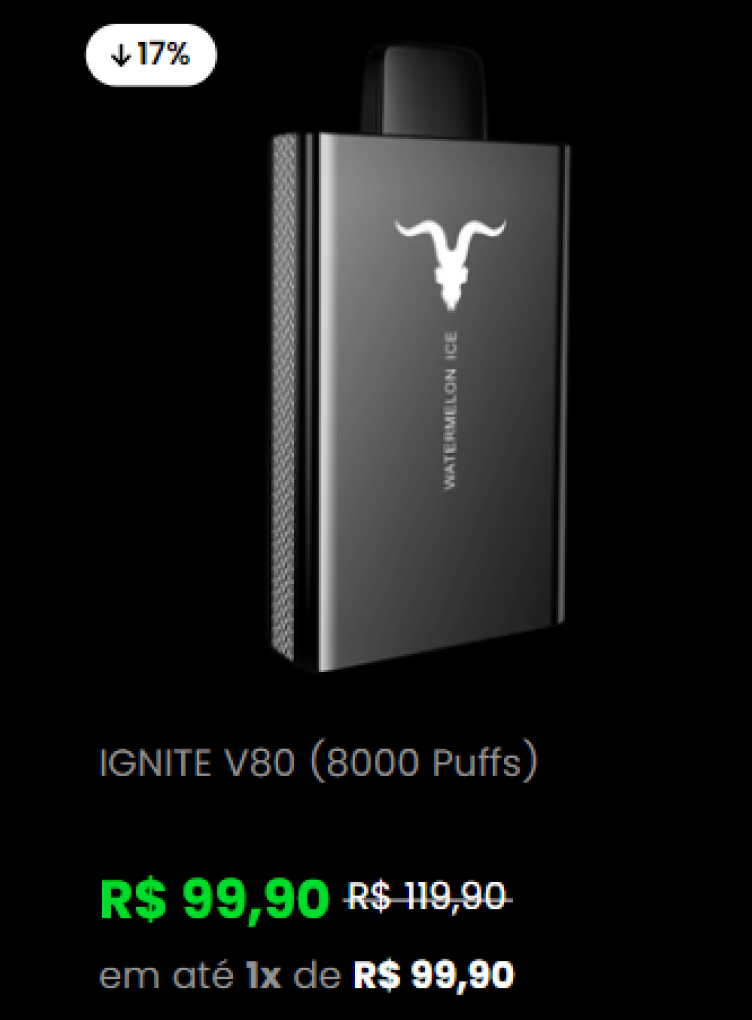 ↓17%
WATERMELON ICE
IGNITE V80 (8000 Puffs)
R$ 99,90 R$ 119,90
em até 1x de R$ 99,90